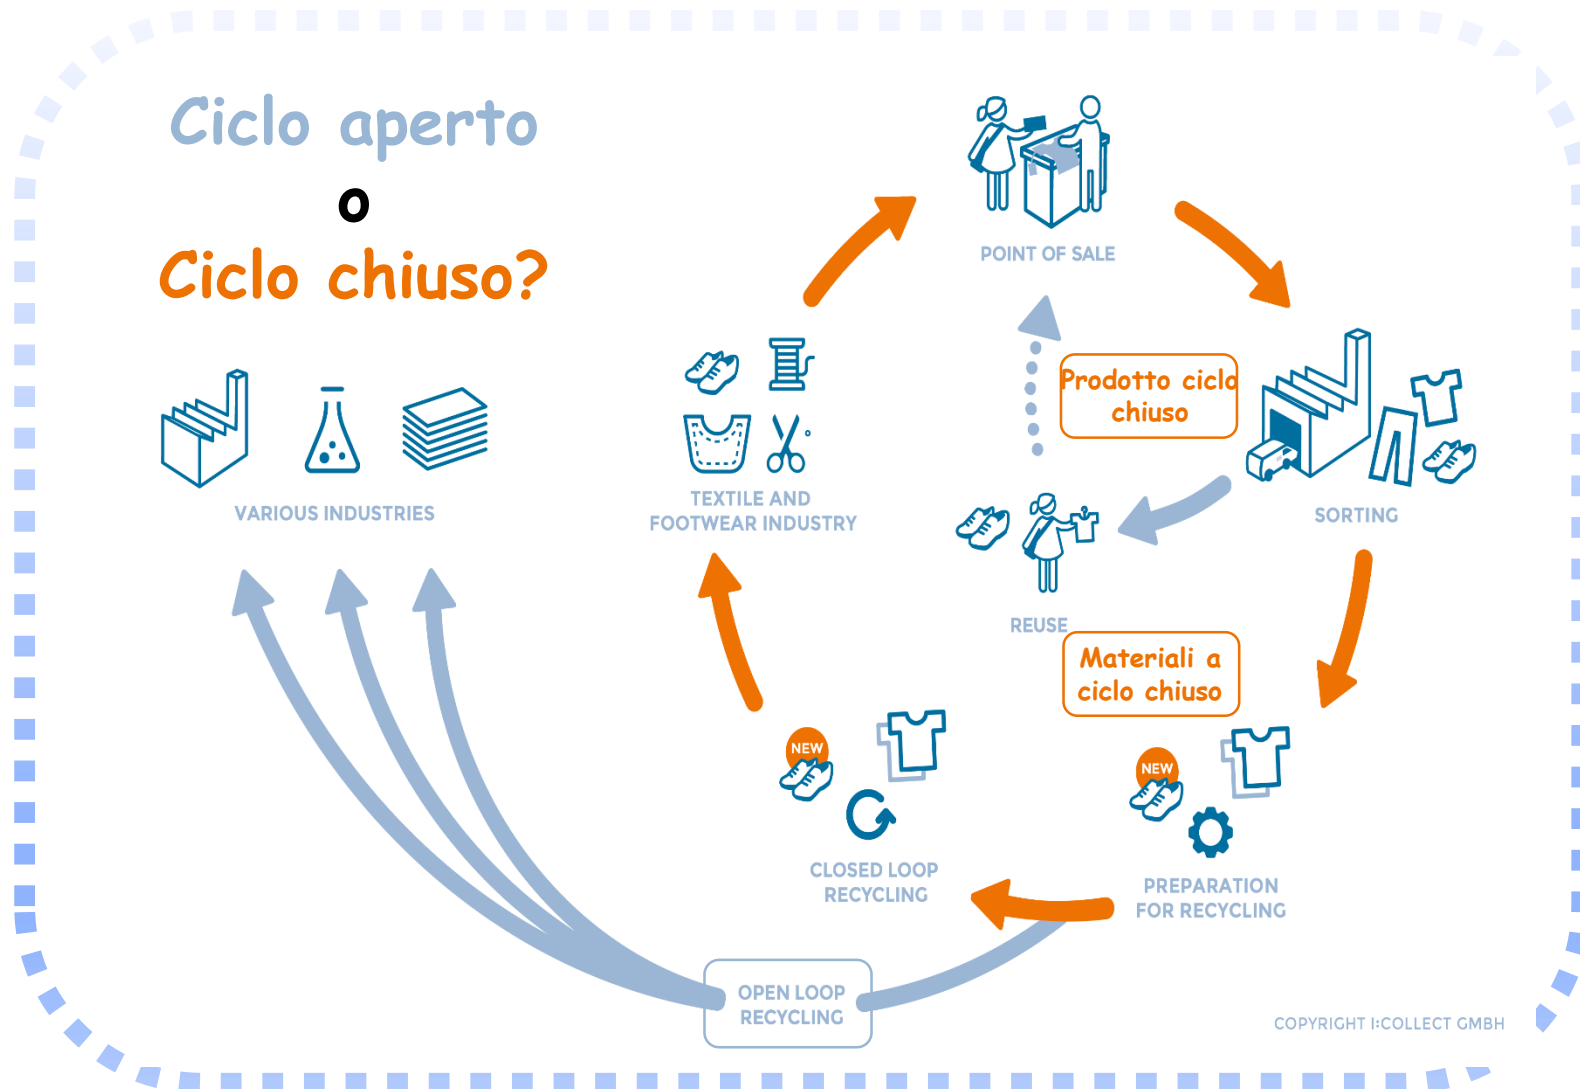 Ciclo aperto
o
Ciclo chiuso?
POINT OF SALE
Prodotto ciclo
chiuso
VARIOUS INDUSTRIES
TEXTILE AND
FOOTWEAR INDUSTRY
SORTING
REUSE
Materiali a
ciclo chiuso
NEW
NEW
CLOSED LOOP
RECYCLING
PREPARATION
FOR RECYCLING
OPEN LOOP
RECYCLING
COPYRIGHT I:COLLECT GMBH